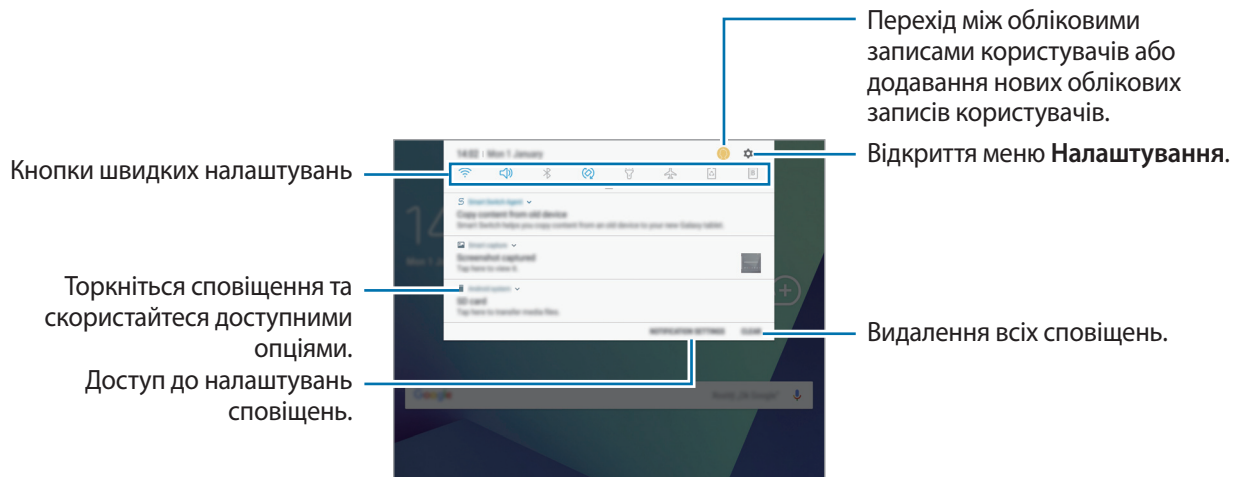 Перехід між обліковими
записами користувачів або
додавання нових облікових
записів користувачів.
14:02 | Mon 1 January
Відкриття меню Налаштування.
Кнопки швидких налаштувань
Smart Switch Agent
Copy content from old device
Smart Switch helps you copy content from an old device to your new Galaxy tablet.
Smart capture
Screenshot captured
Tap here to view it.
Торкніться сповіщення та
скористайтеся доступними
опціями.
Android system
SD card
Tap here to transfer media files.
NOTIFICATION SETTINGS CLEAR
Видалення всіх сповіщень.
Доступ до налаштувань
сповіщень.
Google